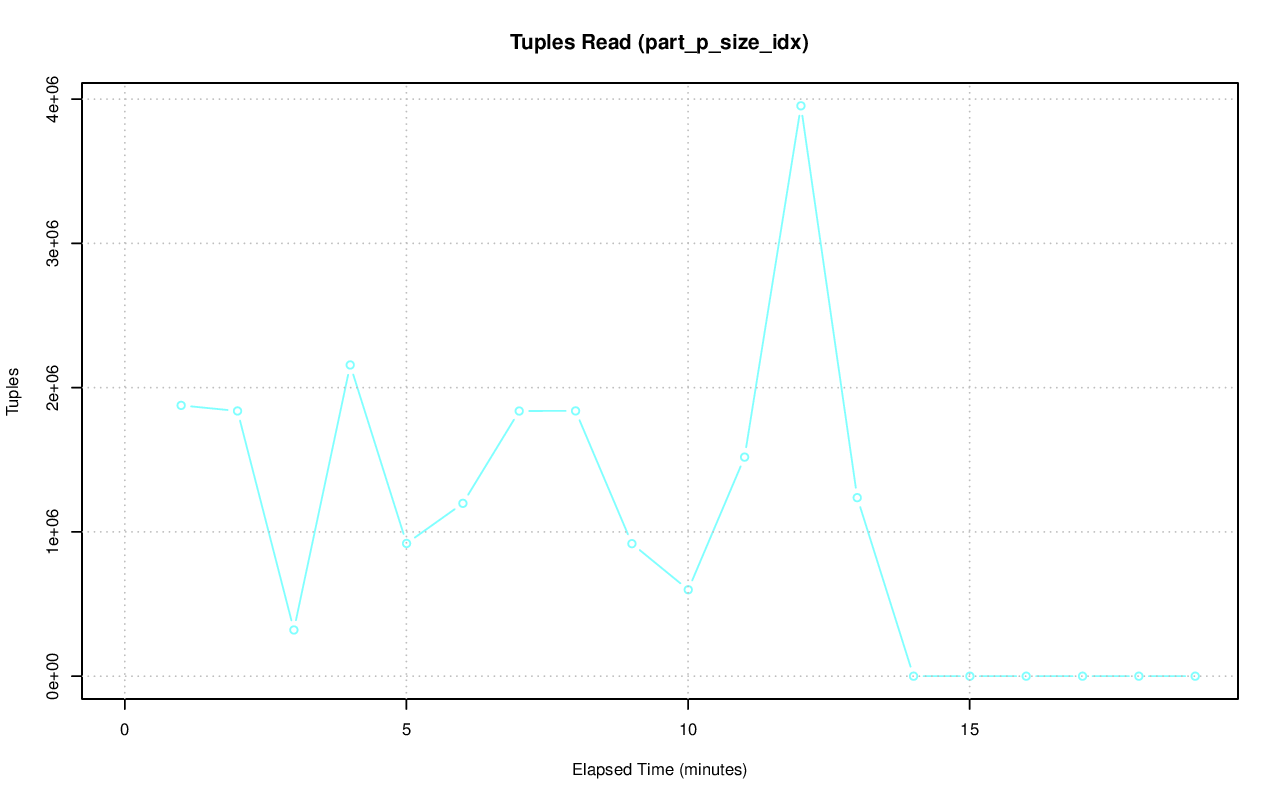 Tuples Read (part_p_size_idx)
4e+06
3e+06
2e+06
1e+06
0e+00
Tuples
0 5 10 15
Elapsed Time (minutes)